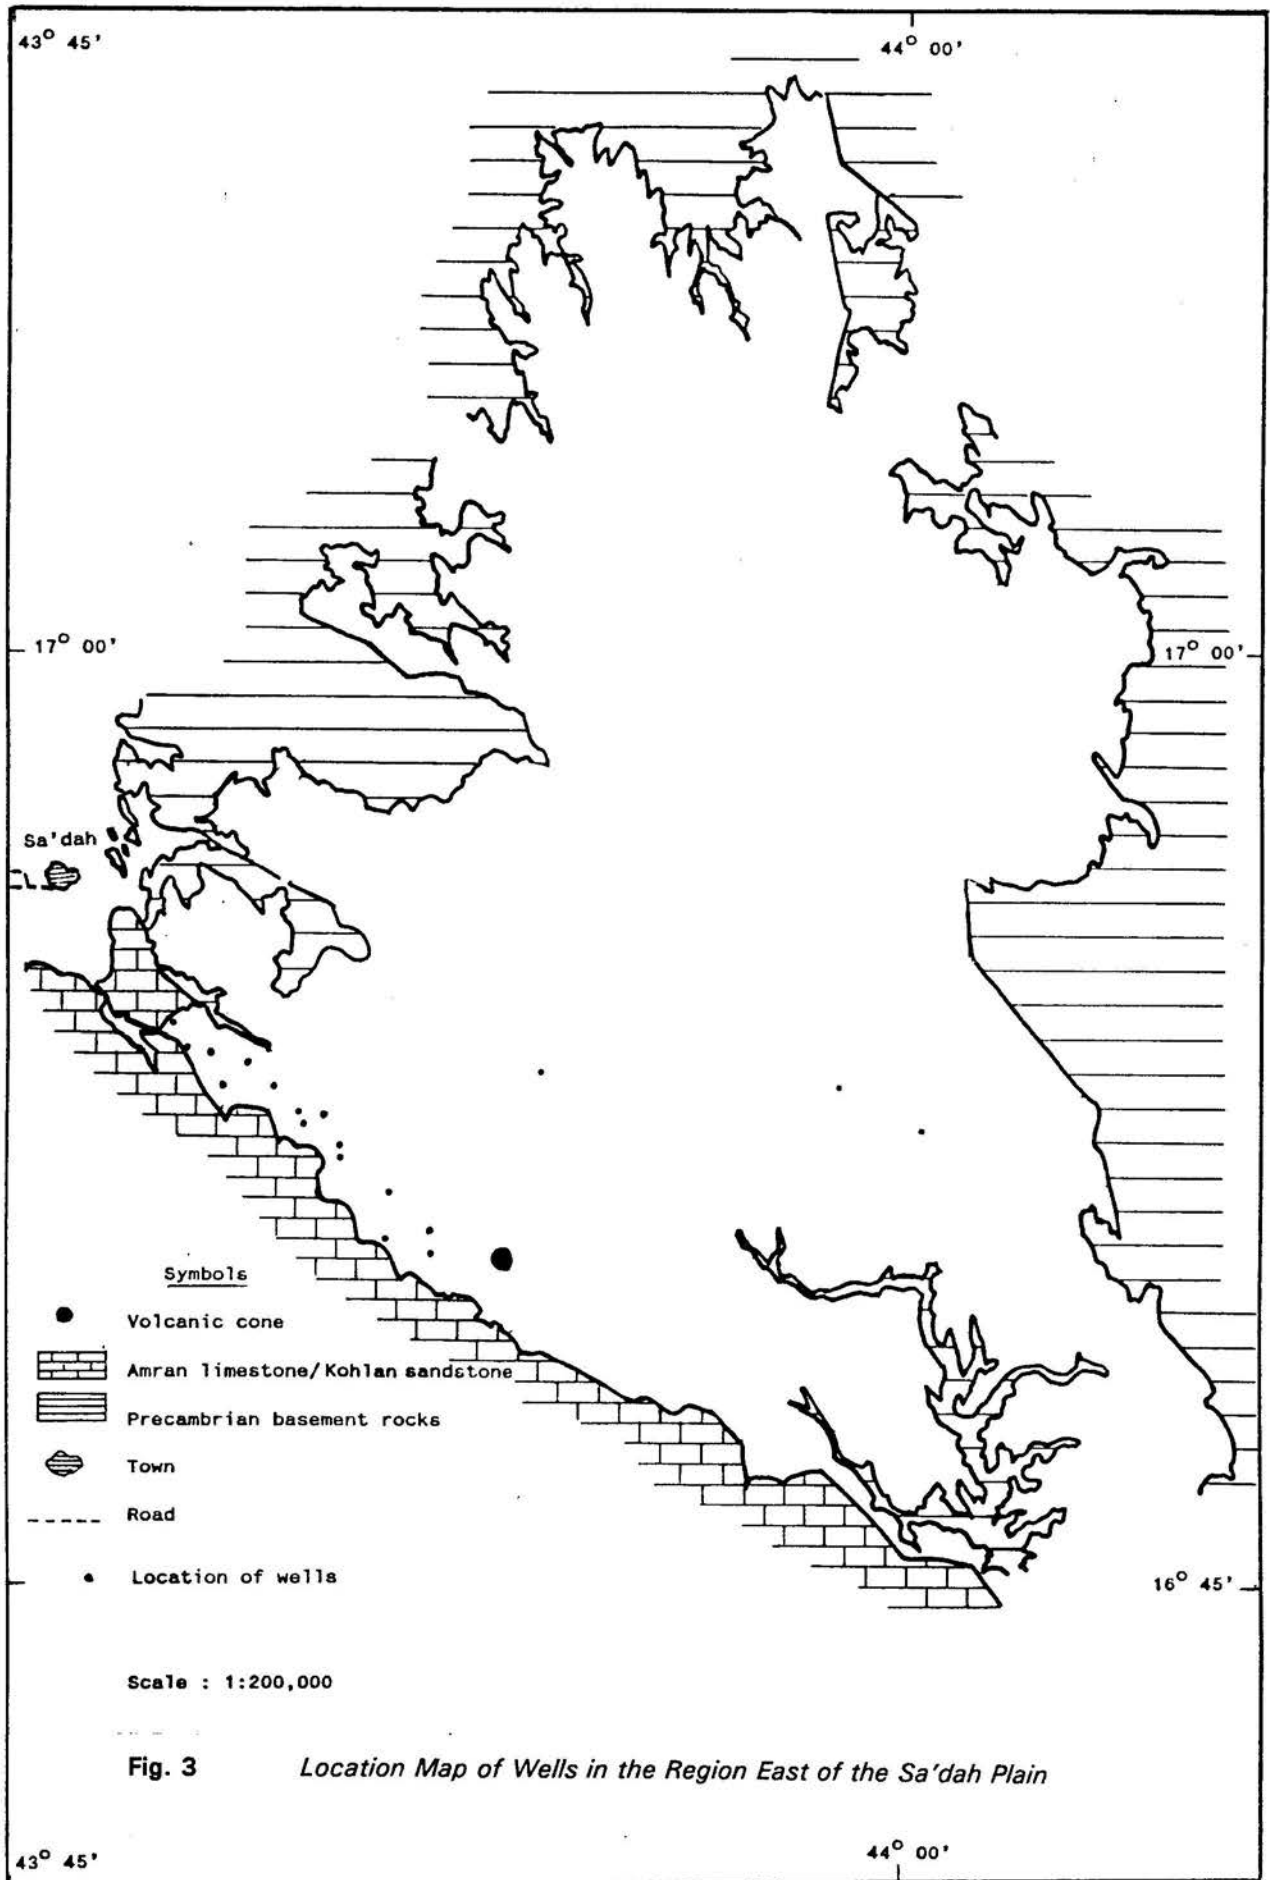 43° 45'
44° 00'
17° 00'
17° 00'
Sa'dah
Symbols
Volcanic cone
Amran limestone/Kohlan sandstone
Precambrian basement rocks
Town
Road
Location of wells
16° 45'
Scale : 1:200,000
Fig. 3 Location Map of Wells in the Region East of the Sa'dah Plain
43° 45'
44° 00'